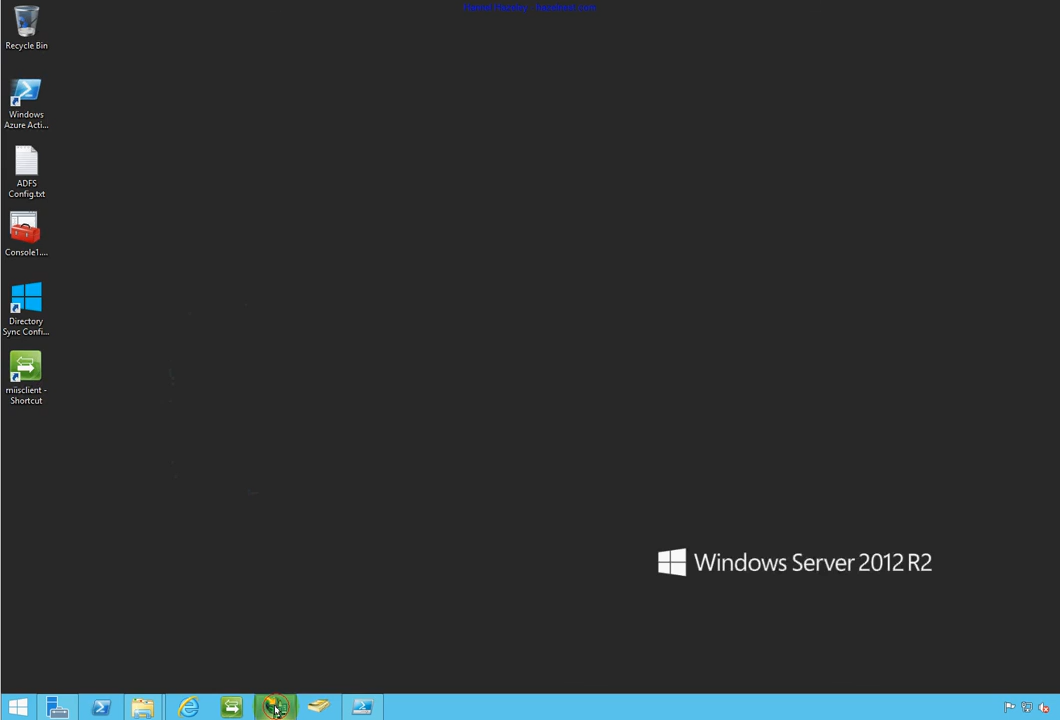 Recycle Bin
Windows
Azure Acti...
ADFS
Config.txt
Console1....
Directory
Sync Confi...
miisclient -
Shortcut
Windows Server 2012 R2